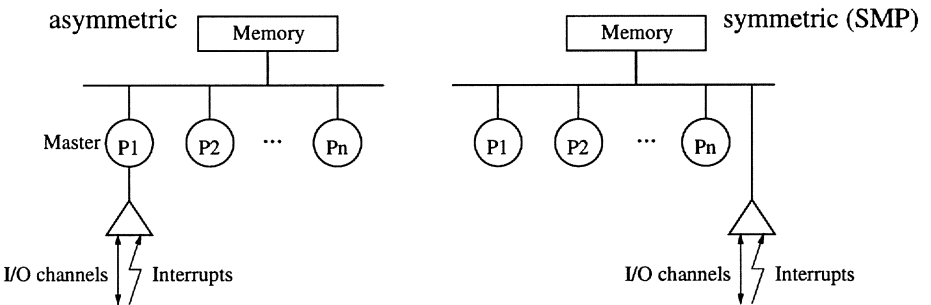 asymmetric
Memory
Master
P1
P2
...
Pn
I/O channels
Interrupts
symmetric (SMP)
Memory
P1
P2
...
Pn
I/O channels
Interrupts